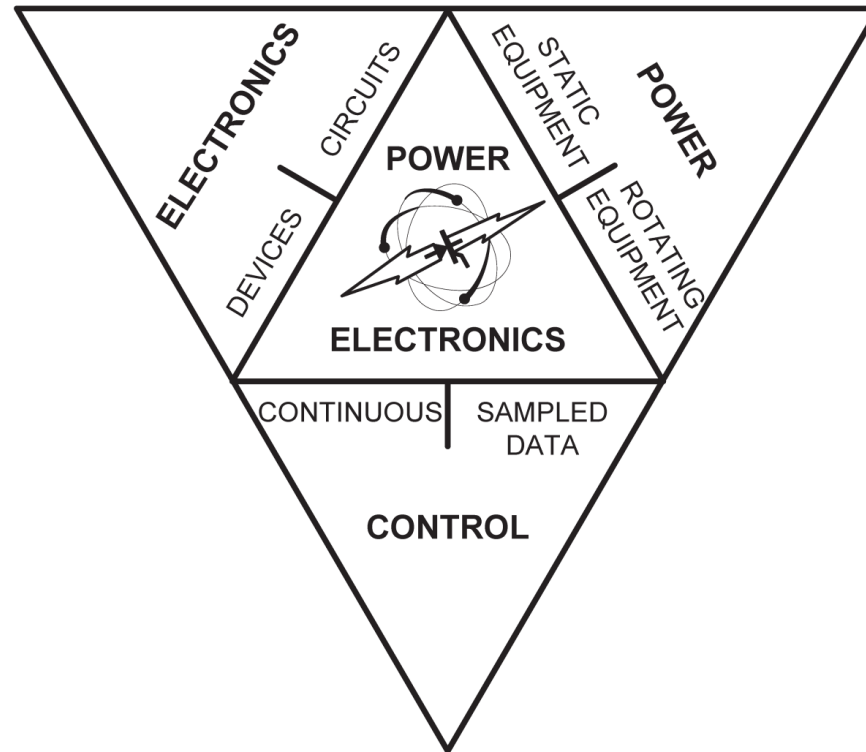 ELECTRONICS
CIRCUITS
DEVICES
STATIC
EQUIPMENT
POWER
ROTATING
EQUIPMENT
POWER
ELECTRONICS
CONTINUOUS
SAMPLED
DATA
CONTROL